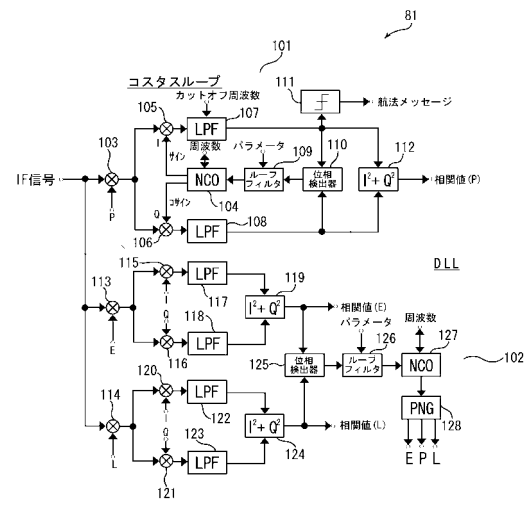 81
101
コスタスループ
カットオフ周波数
105
107
LPF
111
航法メッセージ
103
I
サイン
周波数
パラメータ
109
110
112
IF信号
NCO
ループ
フィルタ
位相
検出器
I²+Q²
相関値(P)
P
コサイン
104
Q
108
LPF
106
DLL
115
LPF
119
113
I
117
I²+Q²
相関値(E)
Q
118
パラメータ
126
周波数
127
E
LPF
116
125
位相
検出器
ループ
フィルタ
NCO
102
120
LPF
PNG
114
I
122
128
Q
123
I²+Q²
相関値(L)
E P L
L
LPF
124
121